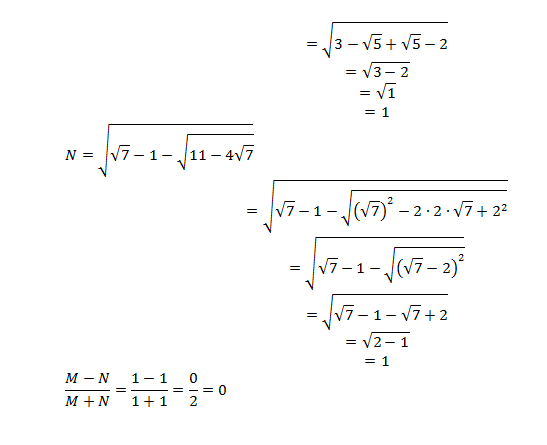 = √(3 − √5 + √5 − 2)
= √(3 − 2)
= √1
= 1
N = √(√7 − 1 − √(11 − 4√7))
= √(√7 − 1 − √((√7)² − 2 · 2 · √7 + 2²))
= √(√7 − 1 − √((√7 − 2)²))
= √(√7 − 1 − √7 + 2)
= √(2 − 1)
= 1
(M − N)/(M + N) = (1 − 1)/(1 + 1) = 0/2 = 0